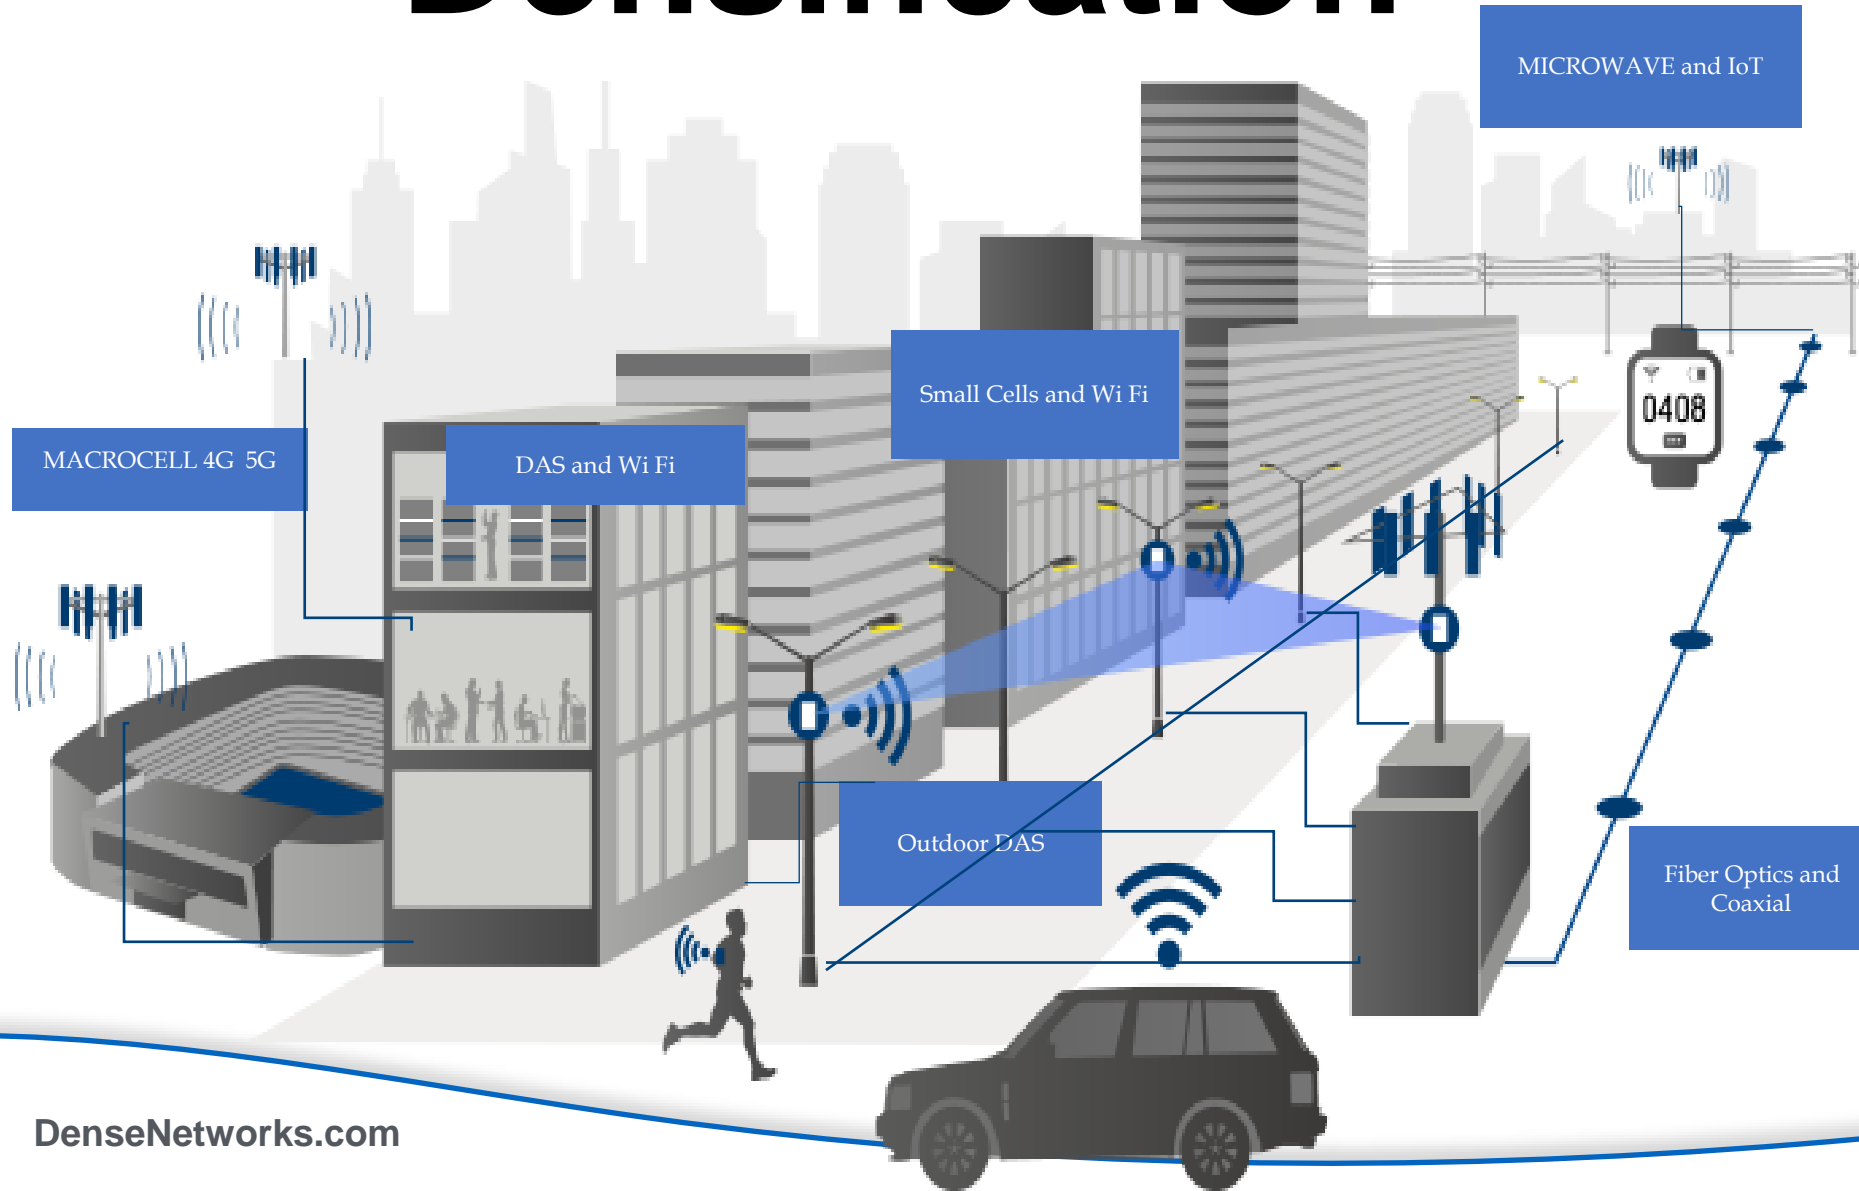 Densification
MICROWAVE and IoT
Small Cells and Wi Fi
MACROCELL 4G 5G
DAS and Wi Fi
0408
Outdoor DAS
Fiber Optics and
Coaxial
DenseNetworks.com